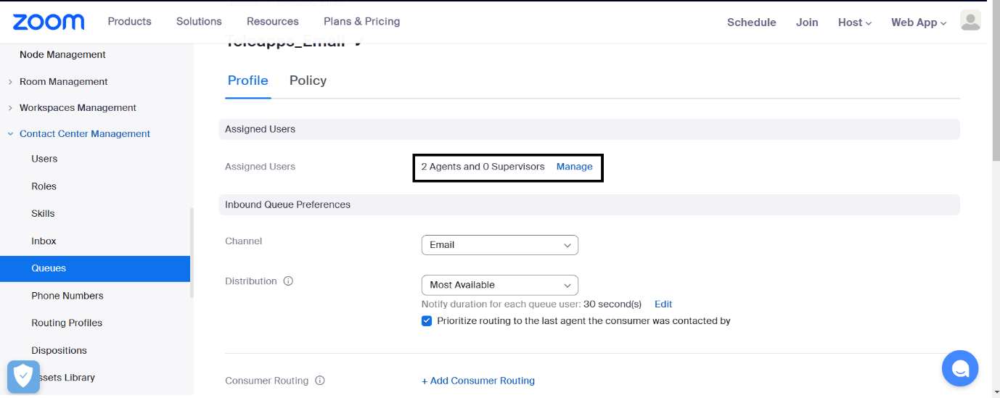 zoom
Products
Solutions
Resources
Plans & Pricing
Schedule
Join
Host
Web App
Node Management
Room Management
Workspaces Management
Contact Center Management
Users
Roles
Skills
Inbox
Queues
Phone Numbers
Routing Profiles
Dispositions
ssets Library
Teleapps_Email
Profile
Policy
Assigned Users
Assigned Users
2 Agents and 0 Supervisors Manage
Inbound Queue Preferences
Channel
Email
Distribution
Most Available
Notify duration for each queue user: 30 second(s) Edit
Prioritize routing to the last agent the consumer was contacted by
Consumer Routing
+ Add Consumer Routing